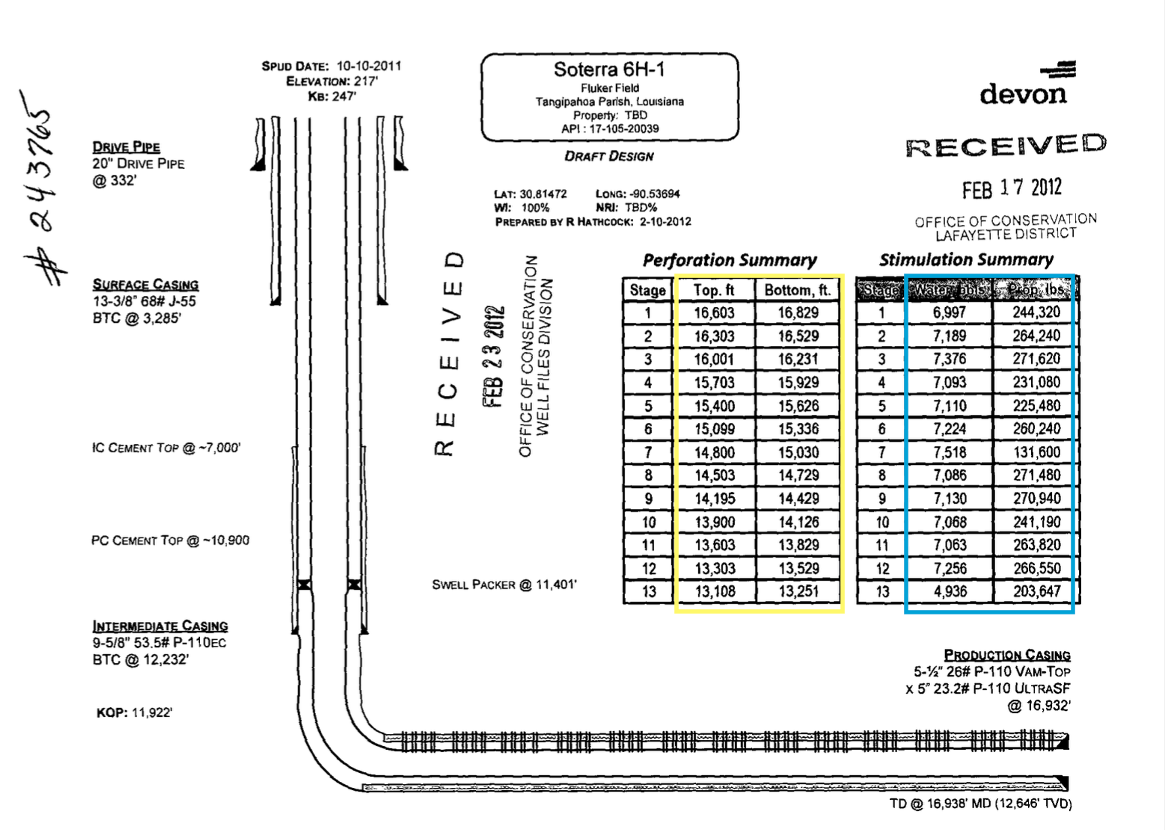 # 243765
SPUD DATE: 10-10-2011
ELEVATION: 217'
KB: 247'
Soterra 6H-1
Fluker Field
Tangipahoa Parish, Louisiana
Property: TBD
API : 17-105-20039
DRAFT DESIGN
LAT: 30.81472 LONG: -90.53694
WI: 100% NRI: TBD%
PREPARED BY R HATHCOCK: 2-10-2012
devon
RECEIVED
FEB 17 2012
OFFICE OF CONSERVATION
LAFAYETTE DISTRICT
DRIVE PIPE
20" DRIVE PIPE
@ 332'
SURFACE CASING
13-3/8" 68# J-55
BTC @ 3,285'
IC CEMENT TOP @ ~7,000'
PC CEMENT TOP @ ~10,900
INTERMEDIATE CASING
9-5/8" 53.5# P-110EC
BTC @ 12,232'
KOP: 11,922'
RECEIVED
FEB 23 2012
OFFICE OF CONSERVATION
WELL FILES DIVISION
SWELL PACKER @ 11,401'
Perforation Summary
Stage Top. ft Bottom, ft.
1 16,603 16,829
2 16,303 16,529
3 16,001 16,231
4 15,703 15,929
5 15,400 15,626
6 15,099 15,336
7 14,800 15,030
8 14,503 14,729
9 14,195 14,429
10 13,900 14,126
11 13,603 13,829
12 13,303 13,529
13 13,108 13,251
Stimulation Summary
Stage Water, bbls Prop, lbs
1 6,997 244,320
2 7,189 264,240
3 7,376 271,620
4 7,093 231,080
5 7,110 225,480
6 7,224 260,240
7 7,518 131,600
8 7,086 271,480
9 7,130 270,940
10 7,068 241,190
11 7,063 263,820
12 7,256 266,550
13 4,936 203,647
PRODUCTION CASING
5-½" 26# P-110 VAM-TOP
X 5" 23.2# P-110 ULTRASF
@ 16,932'
TD @ 16,938' MD (12,646' TVD)